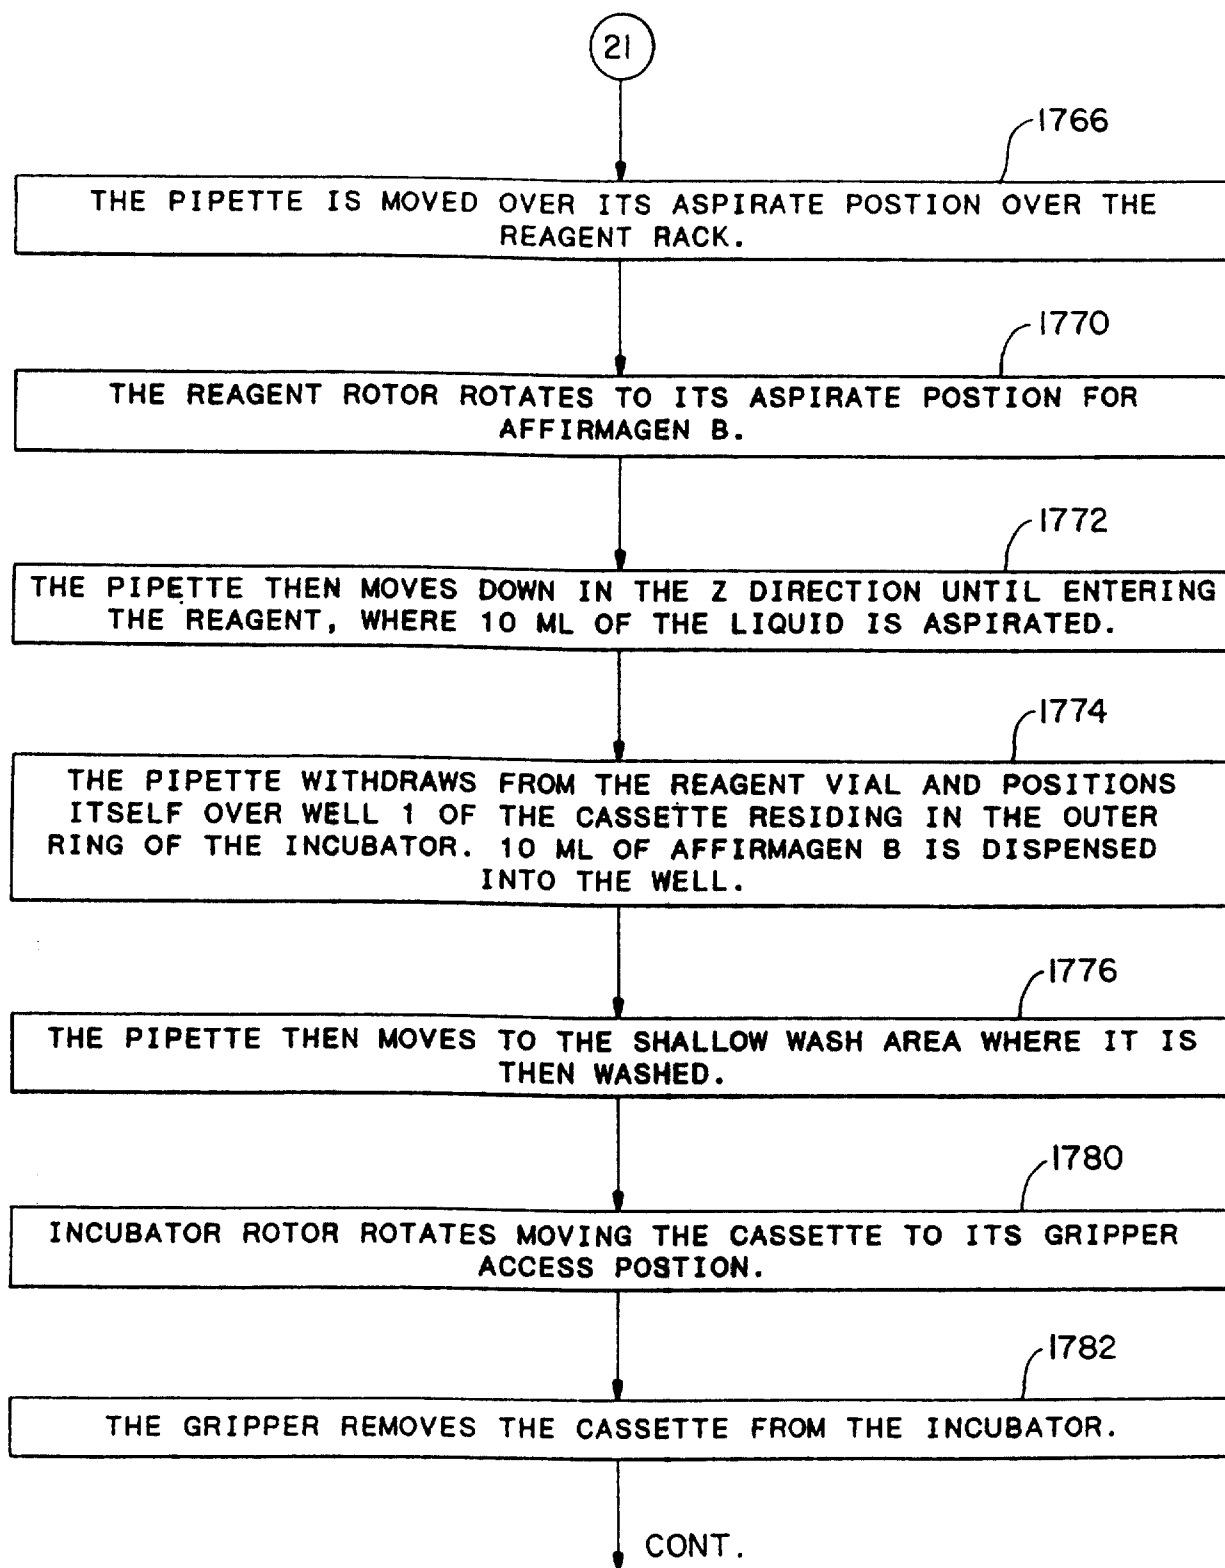 21
1766
THE PIPETTE IS MOVED OVER ITS ASPIRATE POSTION OVER THE
REAGENT RACK.
1770
THE REAGENT ROTOR ROTATES TO ITS ASPIRATE POSTION FOR
AFFIRMAGEN B.
1772
THE PIPETTE THEN MOVES DOWN IN THE Z DIRECTION UNTIL ENTERING
THE REAGENT, WHERE 10 ML OF THE LIQUID IS ASPIRATED.
1774
THE PIPETTE WITHDRAWS FROM THE REAGENT VIAL AND POSITIONS
ITSELF OVER WELL 1 OF THE CASSETTE RESIDING IN THE OUTER
RING OF THE INCUBATOR. 10 ML OF AFFIRMAGEN B IS DISPENSED
INTO THE WELL.
1776
THE PIPETTE THEN MOVES TO THE SHALLOW WASH AREA WHERE IT IS
THEN WASHED.
1780
INCUBATOR ROTOR ROTATES MOVING THE CASSETTE TO ITS GRIPPER
ACCESS POSTION.
1782
THE GRIPPER REMOVES THE CASSETTE FROM THE INCUBATOR.
CONT.